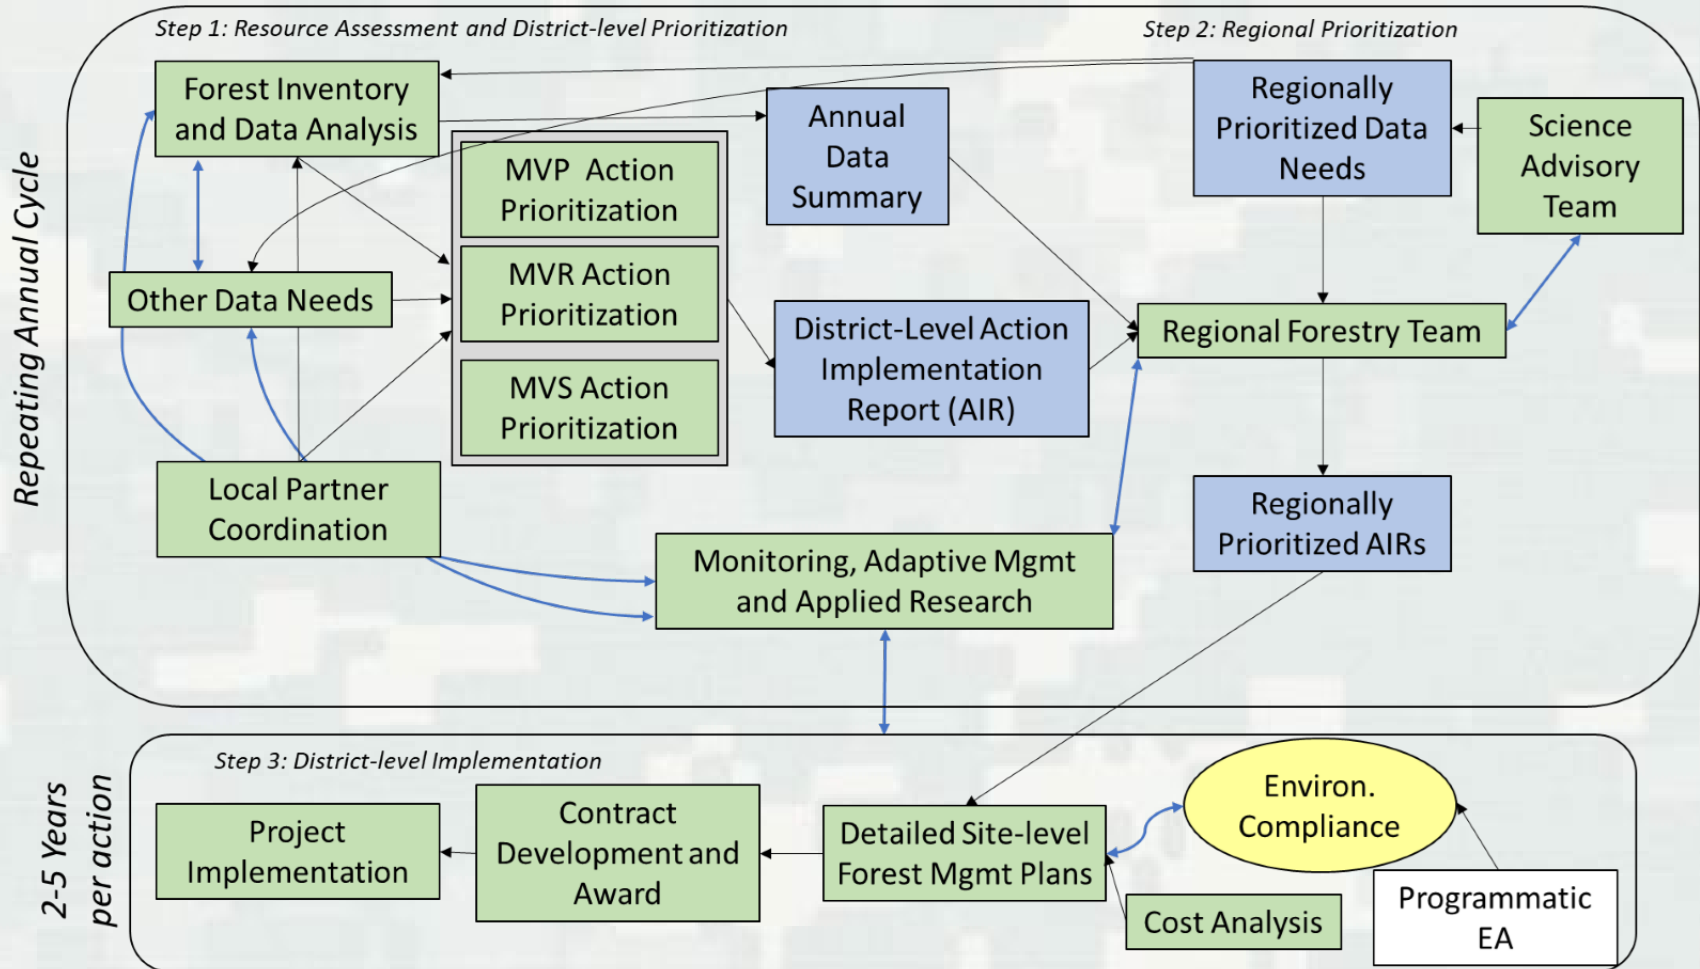 Step 1: Resource Assessment and District-level Prioritization
Step 2: Regional Prioritization
Repeating Annual Cycle
Forest Inventory
and Data Analysis
MVP Action
Prioritization
MVR Action
Prioritization
MVS Action
Prioritization
Annual
Data
Summary
Regionally
Prioritized Data
Needs
Science
Advisory
Team
Other Data Needs
District-Level Action
Implementation
Report (AIR)
Regional Forestry Team
Local Partner
Coordination
Monitoring, Adaptive Mgmt
and Applied Research
Regionally
Prioritized AIRs
2-5 Years
per action
Step 3: District-level Implementation
Project
Implementation
Contract
Development and
Award
Detailed Site-level
Forest Mgmt Plans
Environ.
Compliance
Cost Analysis
Programmatic
EA